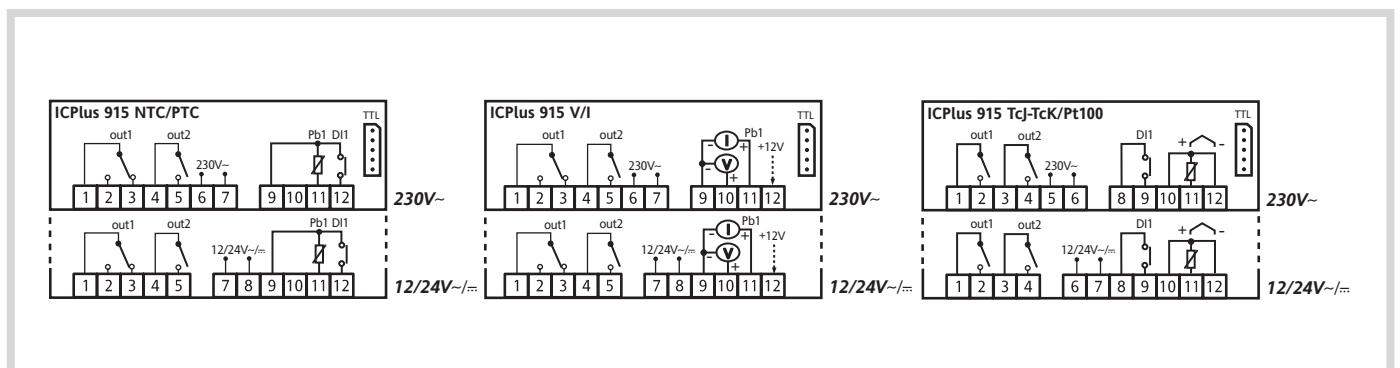 ICPlus 915 NTC/PTC
TTL
out1 out2 Pb1 DI1
230V~
1 2 3 4 5 6 7 9 10 11 12
230V~
out1 out2 Pb1 DI1
12/24V~/⎓
1 2 3 4 5 7 8 9 10 11 12
12/24V~/⎓
ICPlus 915 V/I
TTL
out1 out2 Pb1
- I +
+12V
230V~
- V +
1 2 3 4 5 6 7 9 10 11 12
230V~
out1 out2 Pb1
- I +
+12V
12/24V~/⎓
- V +
1 2 3 4 5 7 8 9 10 11 12
12/24V~/⎓
ICPlus 915 TcJ-TcK/Pt100
TTL
out1 out2 DI1 + -
230V~
1 2 3 4 5 6 8 9 10 11 12
230V~
out1 out2 DI1 + -
12/24V~/⎓
1 2 3 4 6 7 8 9 10 11 12
12/24V~/⎓